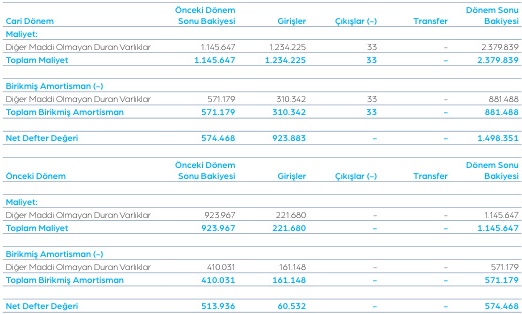 Cari Dönem Önceki Dönem Sonu Bakiyesi Girişler Çıkışlar (–) Transfer Dönem Sonu Bakiyesi
Maliyet:
Diğer Maddi Olmayan Duran Varlıklar 1.145.647 1.234.225 33 – 2.379.839
Toplam Maliyet 1.145.647 1.234.225 33 – 2.379.839
Birikmiş Amortisman (–)
Diğer Maddi Olmayan Duran Varlıklar 571.179 310.342 33 – 881.488
Toplam Birikmiş Amortisman 571.179 310.342 33 – 881.488
Net Defter Değeri 574.468 923.883 – – 1.498.351
Önceki Dönem Önceki Dönem Sonu Bakiyesi Girişler Çıkışlar (–) Transfer Dönem Sonu Bakiyesi
Maliyet:
Diğer Maddi Olmayan Duran Varlıklar 923.967 221.680 – – 1.145.647
Toplam Maliyet 923.967 221.680 – – 1.145.647
Birikmiş Amortisman (–)
Diğer Maddi Olmayan Duran Varlıklar 410.031 161.148 – – 571.179
Toplam Birikmiş Amortisman 410.031 161.148 – – 571.179
Net Defter Değeri 513.936 60.532 – – 574.468